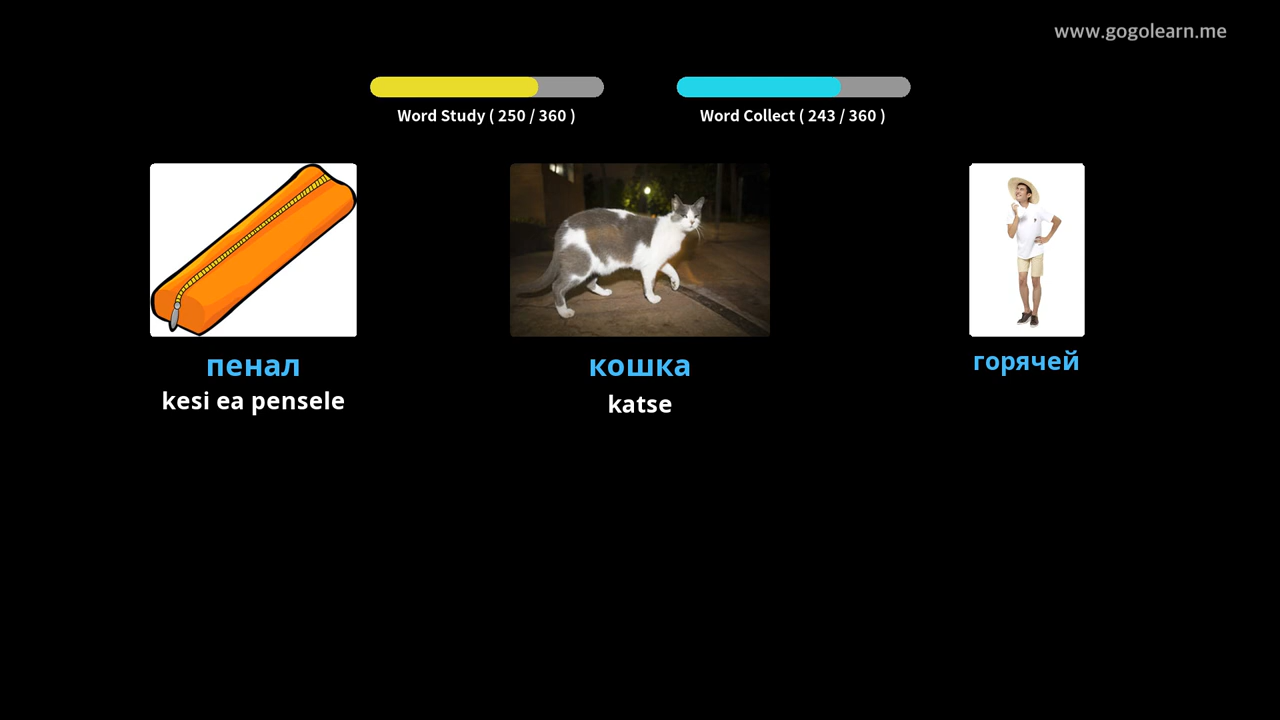 www.gogolearn.me
Word Study ( 250 / 360 )
Word Collect ( 243 / 360 )
пенал
kesi ea pensele
кошка
katse
горячей